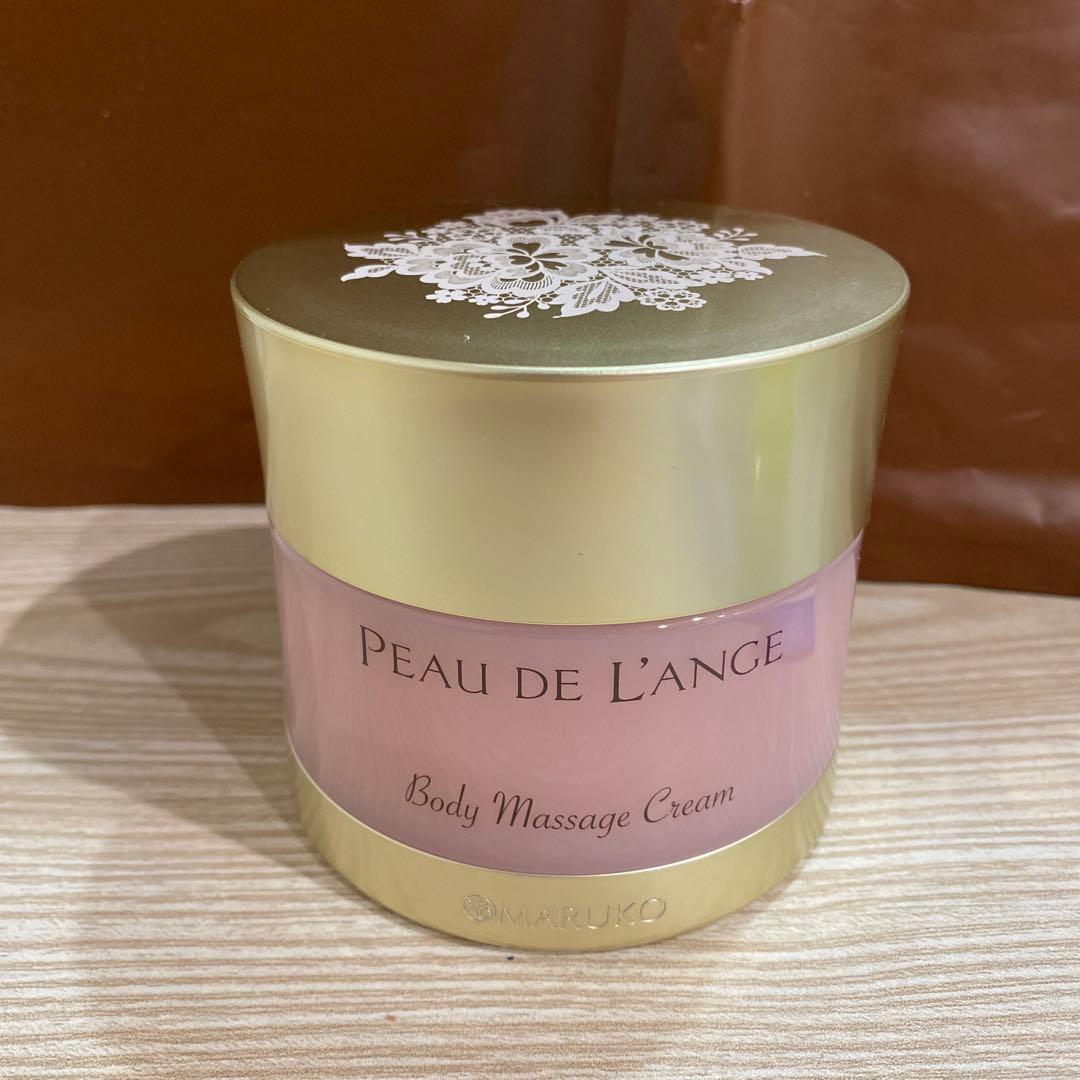 PEAU DE L'ANGE
Body Massage Cream
MARUKO